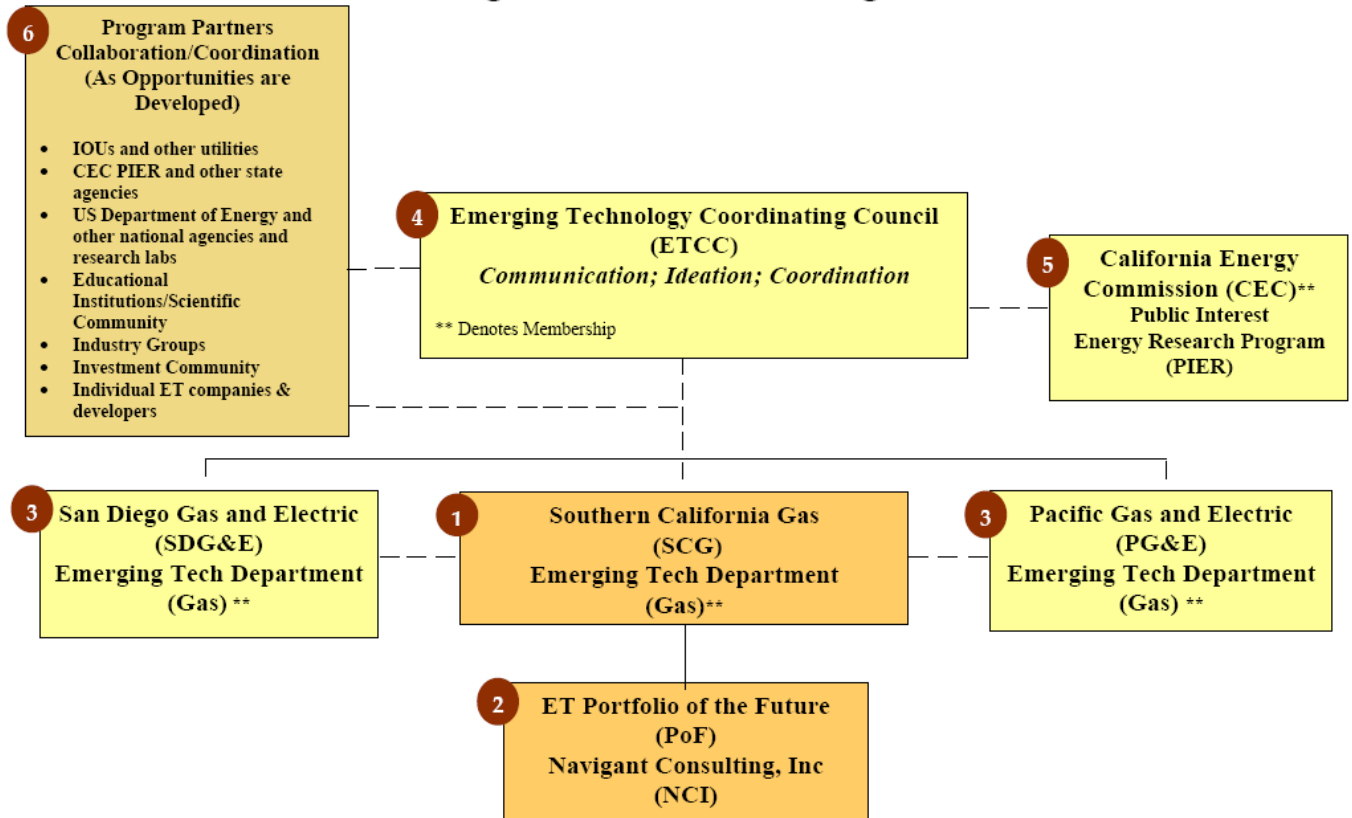 6
Program Partners
Collaboration/Coordination
(As Opportunities are
Developed)
• IOUs and other utilities
• CEC PIER and other state
agencies
• US Department of Energy and
other national agencies and
research labs
• Educational
Institutions/Scientific
Community
• Industry Groups
• Investment Community
• Individual ET companies &
developers
4
Emerging Technology Coordinating Council
(ETCC)
Communication; Ideation; Coordination
** Denotes Membership
5
California Energy
Commission (CEC)**
Public Interest
Energy Research Program
(PIER)
3
San Diego Gas and Electric
(SDG&E)
Emerging Tech Department
(Gas) **
1
Southern California Gas
(SCG)
Emerging Tech Department
(Gas)**
3
Pacific Gas and Electric
(PG&E)
Emerging Tech Department
(Gas) **
2
ET Portfolio of the Future
(PoF)
Navigant Consulting, Inc
(NCI)